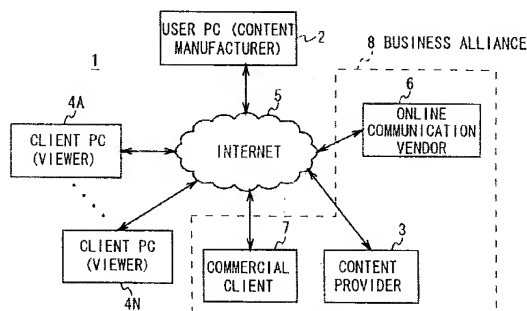 USER PC (CONTENT
MANUFACTURER)
2
8 BUSINESS ALLIANCE
1
4A
CLIENT PC
(VIEWER)
5
INTERNET
6
ONLINE
COMMUNICATION
VENDOR
CLIENT PC
(VIEWER)
4N
7
COMMERCIAL
CLIENT
3
CONTENT
PROVIDER